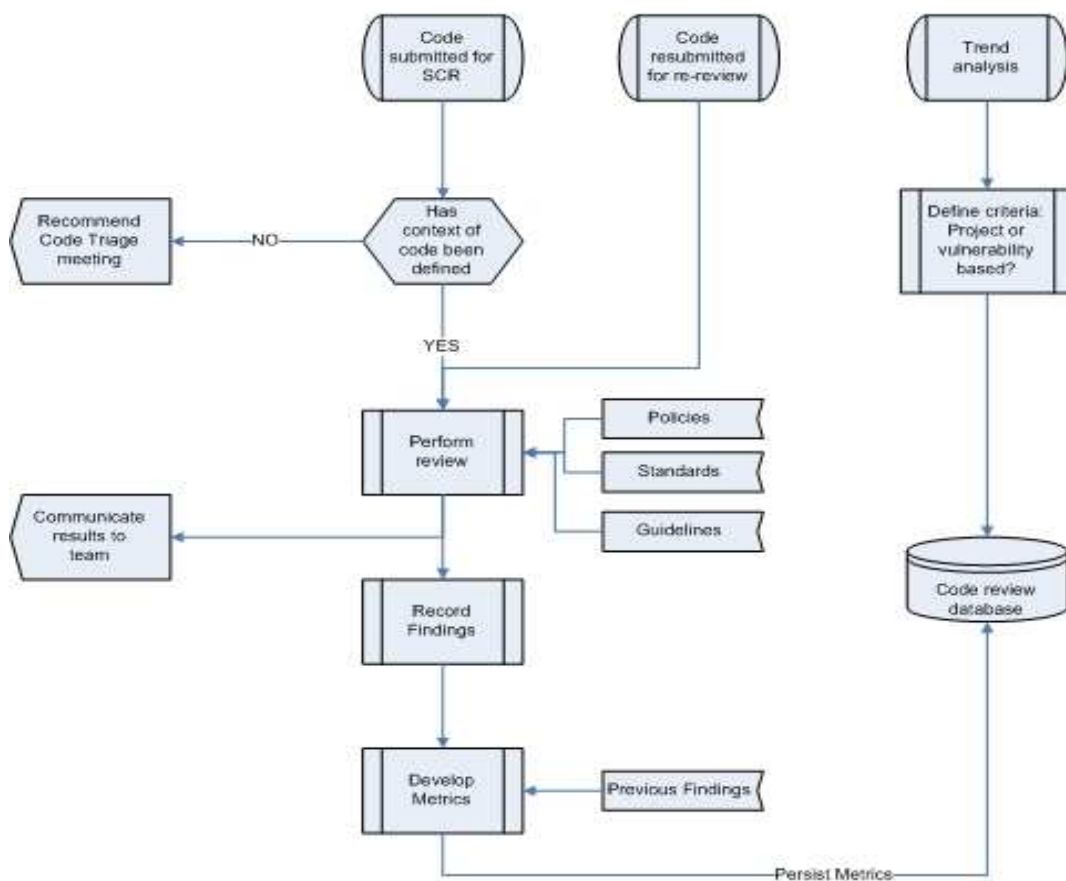 Code
submitted for
SCR
Code
resubmitted
for re-review
Trend
analysis
Recommend
Code Triage
meeting
NO
Has
context of
code been
defined
Define criteria:
Project or
vulnerability
based?
YES
Perform
review
Policies
Standards
Guidelines
Communicate
results to
team
Record
Findings
Code review
database
Develop
Metrics
Previous Findings
Persist Metrics